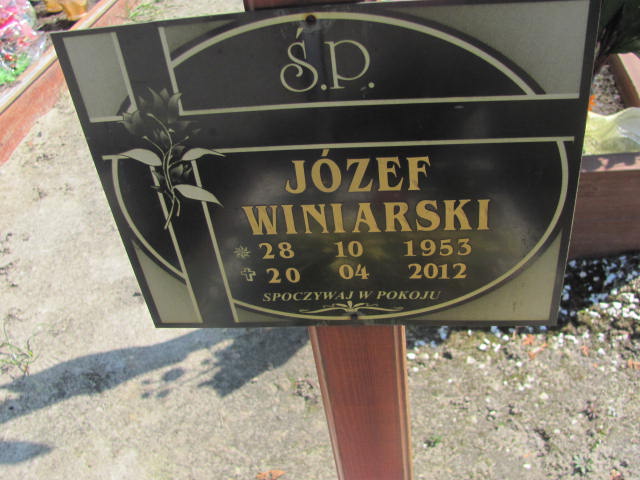 Ś.P.
JÓZEF
WINIARSKI
28 10 1953
20 04 2012
SPOCZYWAJ W POKOJU